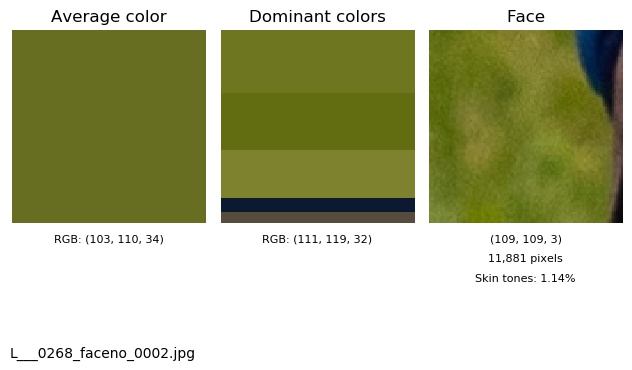 Average color
Dominant colors
Face
RGB: (103, 110, 34)
RGB: (111, 119, 32)
(109, 109, 3)
11,881 pixels
Skin tones: 1.14%
L___0268_faceno_0002.jpg